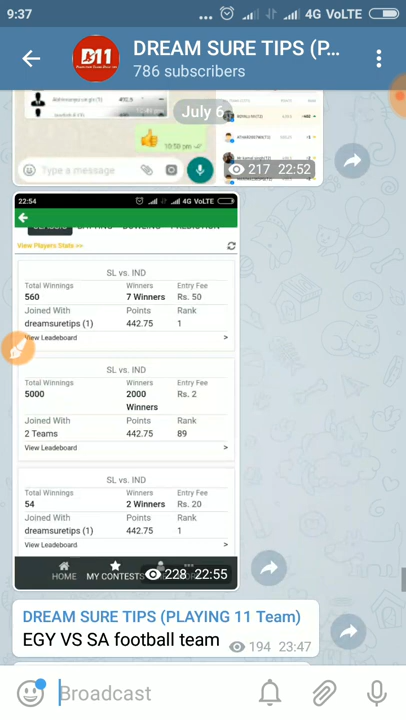 9:37
4G VoLTE
D11
DREAM SURE TIPS (P...
786 subscribers
July 6
10:50 pm
Type a message
217 22:52
22:54
4G VoLTE
View Players Stats >>
SL vs. IND
Total Winnings Winners Entry Fee
560 7 Winners Rs. 50
Joined With Points Rank
dreamsuretips (1) 442.75 1
View Leaderboard >
SL vs. IND
Total Winnings Winners Entry Fee
5000 2000 Winners Rs. 2
Joined With Points Rank
2 Teams 442.75 89
View Leaderboard >
SL vs. IND
Total Winnings Winners Entry Fee
54 2 Winners Rs. 20
Joined With Points Rank
dreamsuretips (1) 442.75 1
View Leaderboard >
HOME MY CONTESTS
228 22:55
DREAM SURE TIPS (PLAYING 11 Team)
EGY VS SA football team 194 23:47
Broadcast